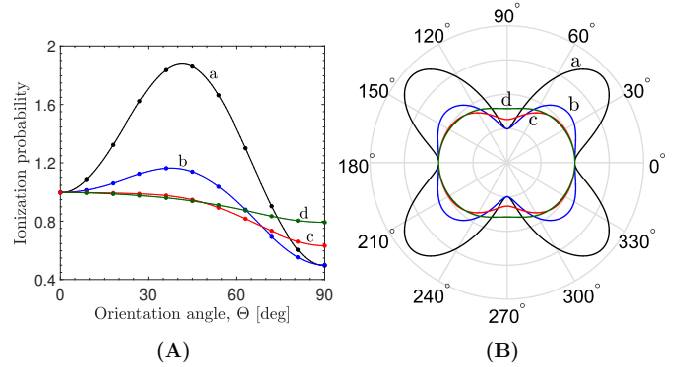 2
1.6
1.2
0.8
0.4
Ionization probability
a
b
d
c
0 30 60 90
Orientation angle, Θ [deg]
(A)
90°
120° 60°
150° 30°
180° 0°
210° 330°
240° 300°
270°
a
b
d
c
(B)